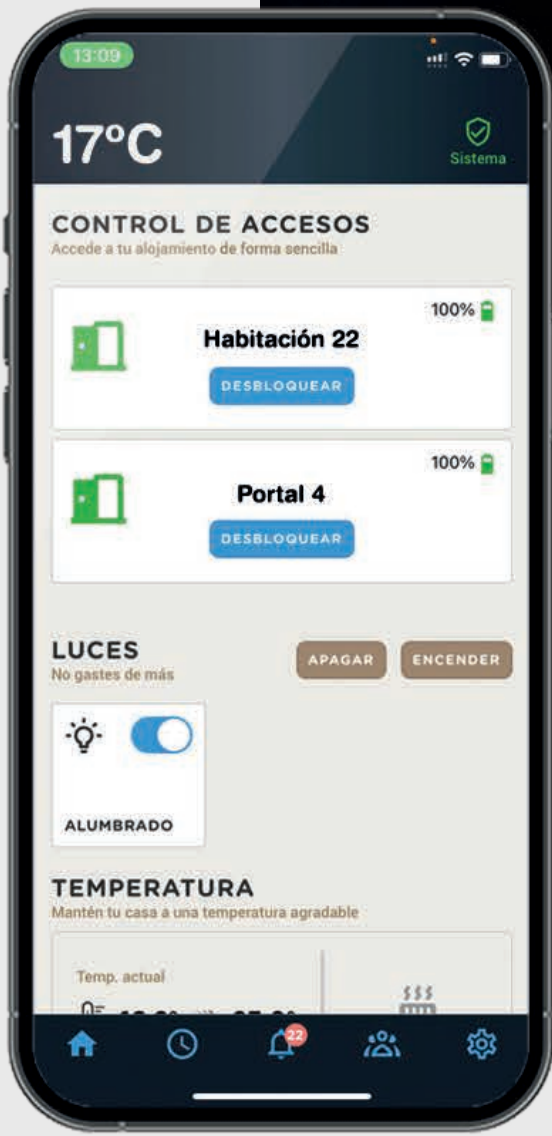 13:09
17°C
Sistema
CONTROL DE ACCESOS
Accede a tu alojamiento de forma sencilla
100%
Habitación 22
DESBLOQUEAR
100%
Portal 4
DESBLOQUEAR
LUCES
No gastes de más
APAGAR
ENCENDER
ALUMBRADO
TEMPERATURA
Mantén tu casa a una temperatura agradable
Temp. actual
22